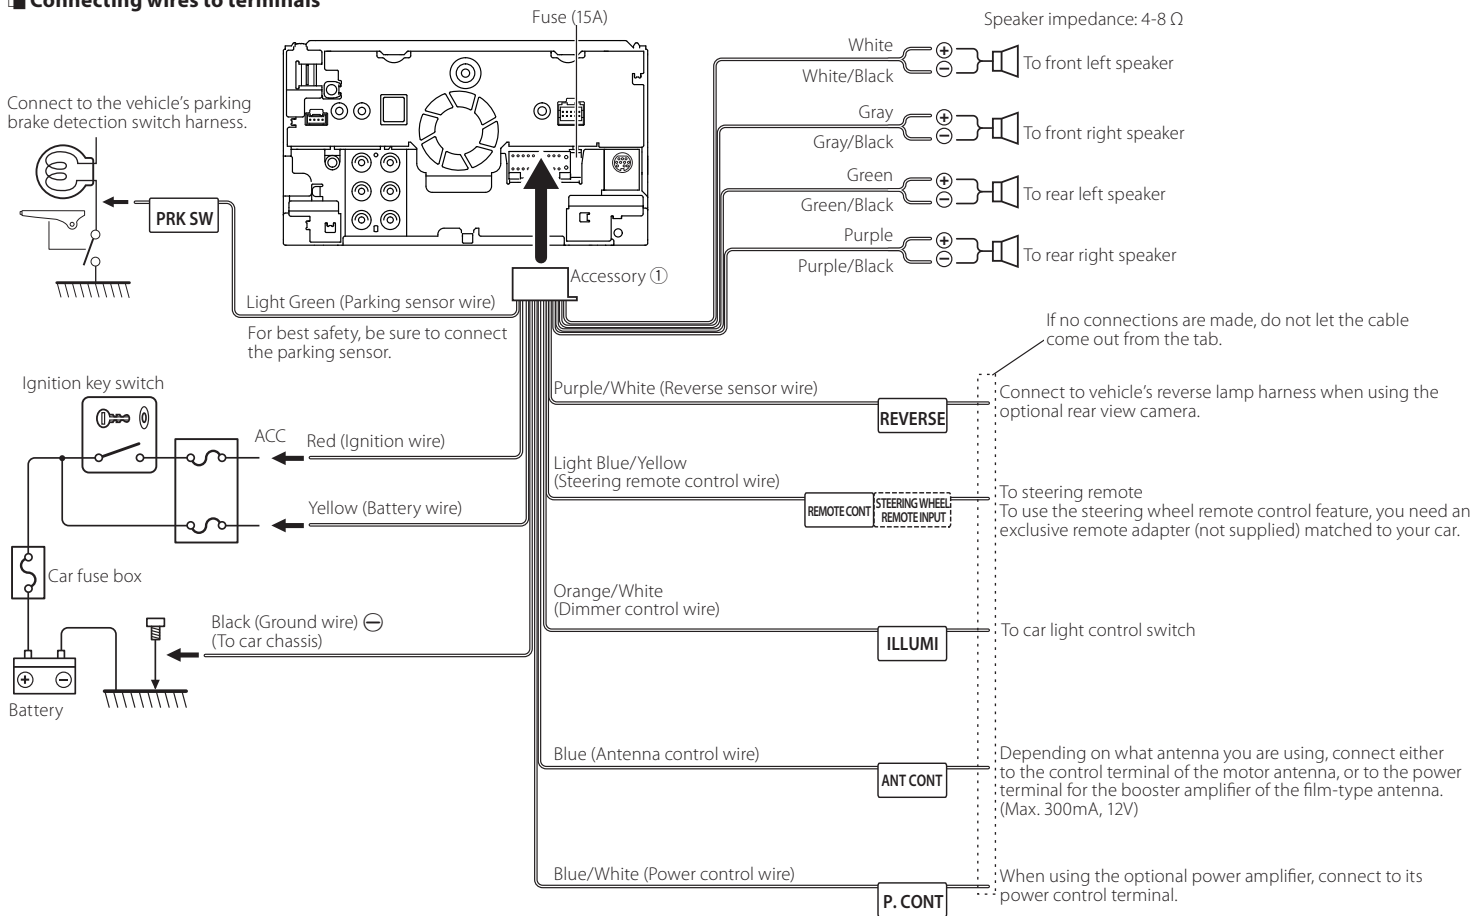 Connecting wires to terminals
Fuse (15A)
Speaker impedance: 4-8 Ω
White
White/Black
To front left speaker
Gray
Gray/Black
To front right speaker
Green
Green/Black
To rear left speaker
Purple
Purple/Black
To rear right speaker
Connect to the vehicle's parking
brake detection switch harness.
PRK SW
Accessory ①
Light Green (Parking sensor wire)
For best safety, be sure to connect
the parking sensor.
If no connections are made, do not let the cable
come out from the tab.
Ignition key switch
ACC
Red (Ignition wire)
Yellow (Battery wire)
Car fuse box
Black (Ground wire) ⊖
(To car chassis)
+
−
Battery
Purple/White (Reverse sensor wire)
REVERSE
Connect to vehicle's reverse lamp harness when using the
optional rear view camera.
Light Blue/Yellow
(Steering remote control wire)
REMOTE CONT
STEERING WHEEL
REMOTE INPUT
To steering remote
To use the steering wheel remote control feature, you need an
exclusive remote adapter (not supplied) matched to your car.
Orange/White
(Dimmer control wire)
ILLUMI
To car light control switch
Blue (Antenna control wire)
ANT CONT
Depending on what antenna you are using, connect either
to the control terminal of the motor antenna, or to the power
terminal for the booster amplifier of the film-type antenna.
(Max. 300mA, 12V)
Blue/White (Power control wire)
P. CONT
When using the optional power amplifier, connect to its
power control terminal.